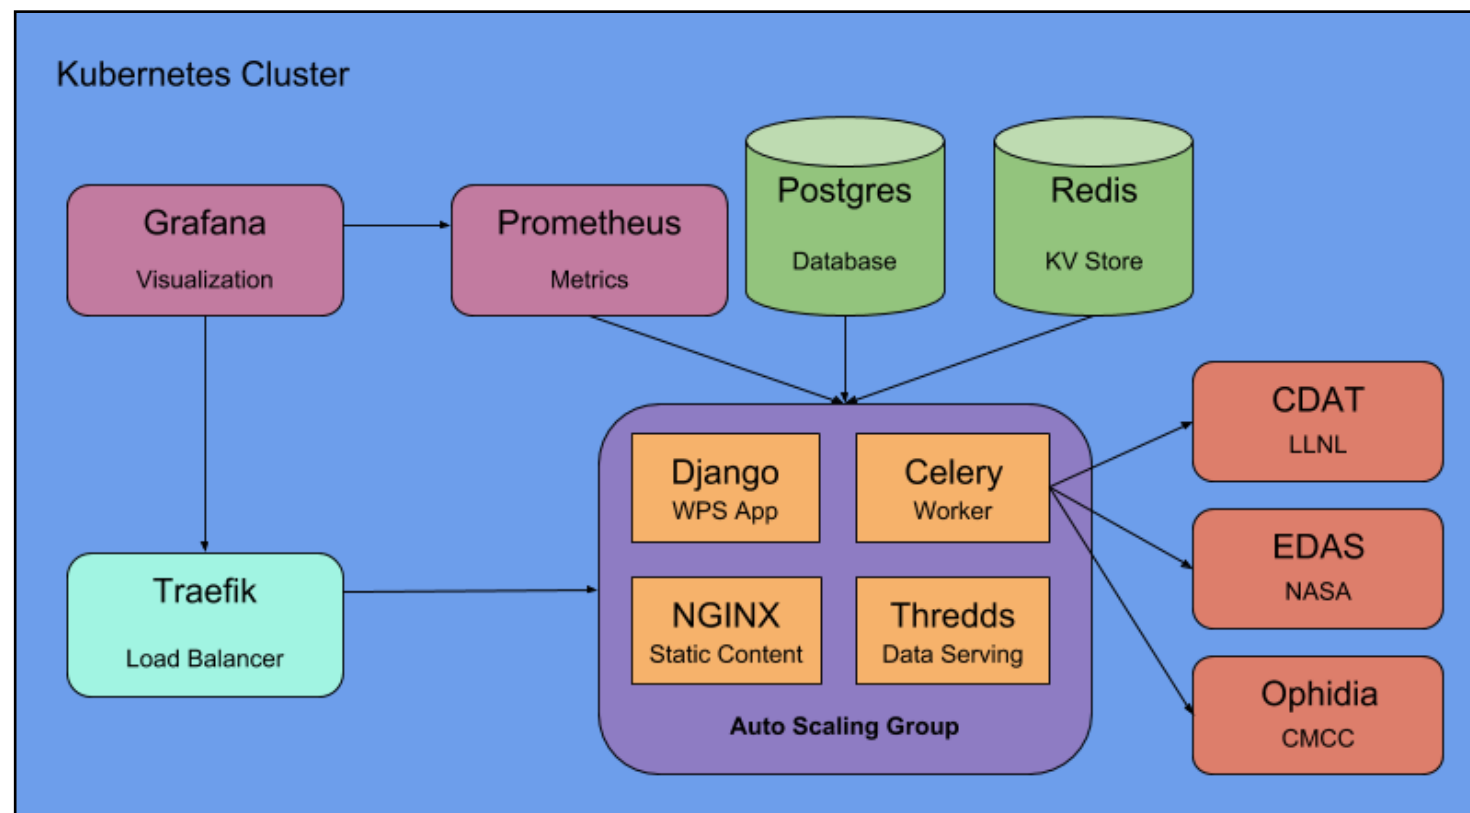 Kubernetes Cluster
Grafana
Visualization
Prometheus
Metrics
Postgres
Database
Redis
KV Store
Traefik
Load Balancer
Django
WPS App
Celery
Worker
NGINX
Static Content
Thredds
Data Serving
Auto Scaling Group
CDAT
LLNL
EDAS
NASA
Ophidia
CMCC